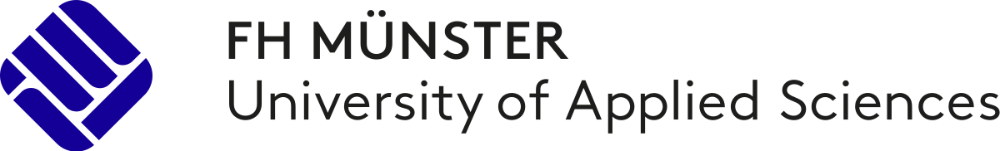 FH MÜNSTER
University of Applied Sciences